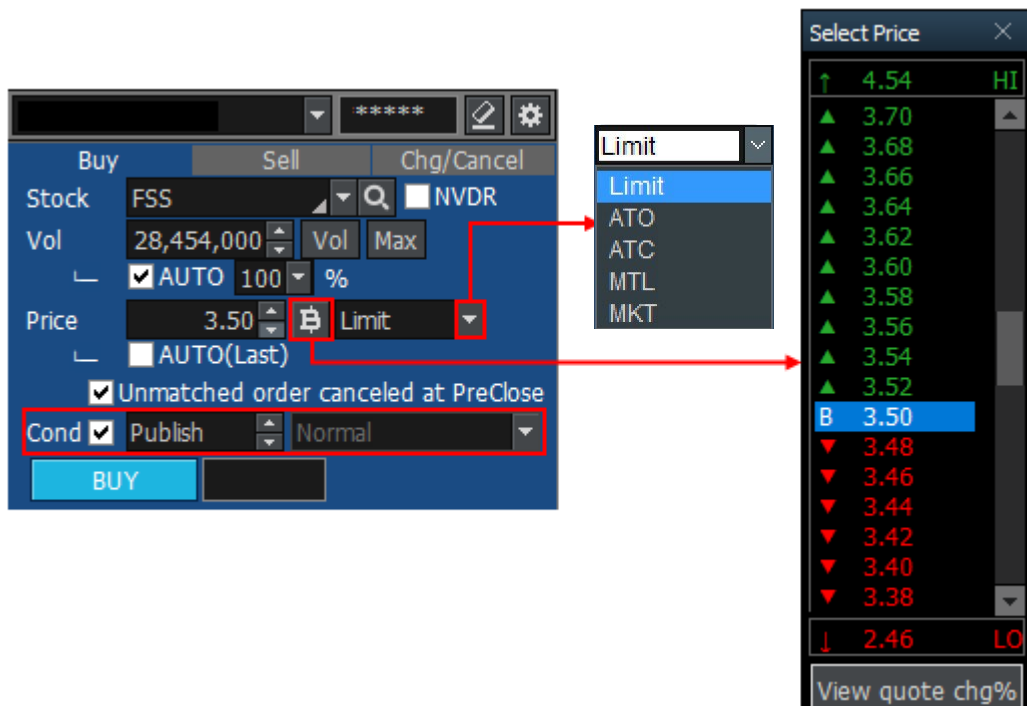 *****
Buy Sell Chg/Cancel
Stock FSS NVDR
Vol 28,454,000 Vol Max
AUTO 100 %
Price 3.50 B Limit
AUTO(Last)
Unmatched order canceled at PreClose
Cond Publish Normal
BUY
Limit
Limit
ATO
ATC
MTL
MKT
Select Price
↑ 4.54 HI
▲ 3.70
▲ 3.68
▲ 3.66
▲ 3.64
▲ 3.62
▲ 3.60
▲ 3.58
▲ 3.56
▲ 3.54
▲ 3.52
B 3.50
▼ 3.48
▼ 3.46
▼ 3.44
▼ 3.42
▼ 3.40
▼ 3.38
↓ 2.46 LO
View quote chg%